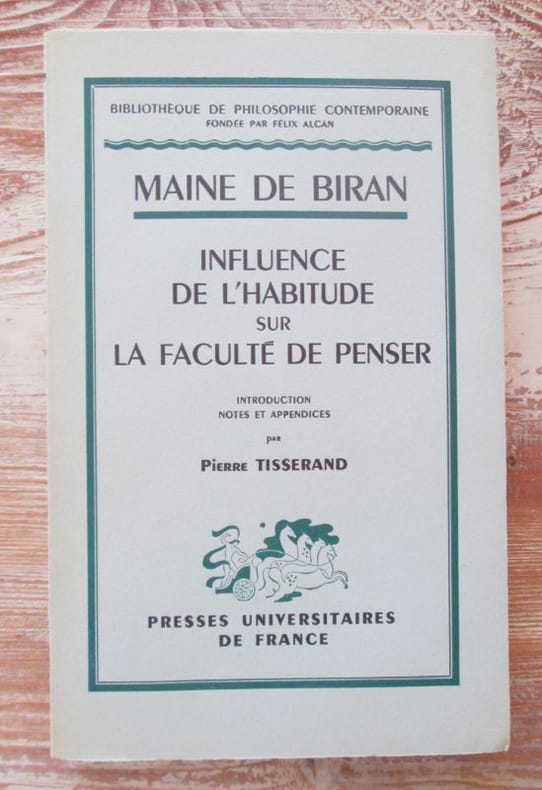 BIBLIOTHÈQUE DE PHILOSOPHIE CONTEMPORAINE
FONDÉE PAR FÉLIX ALCAN
MAINE DE BIRAN
INFLUENCE
DE L'HABITUDE
SUR
LA FACULTÉ DE PENSER
INTRODUCTION
NOTES ET APPENDICES
PAR
PIERRE TISSERAND
PRESSES UNIVERSITAIRES
DE FRANCE